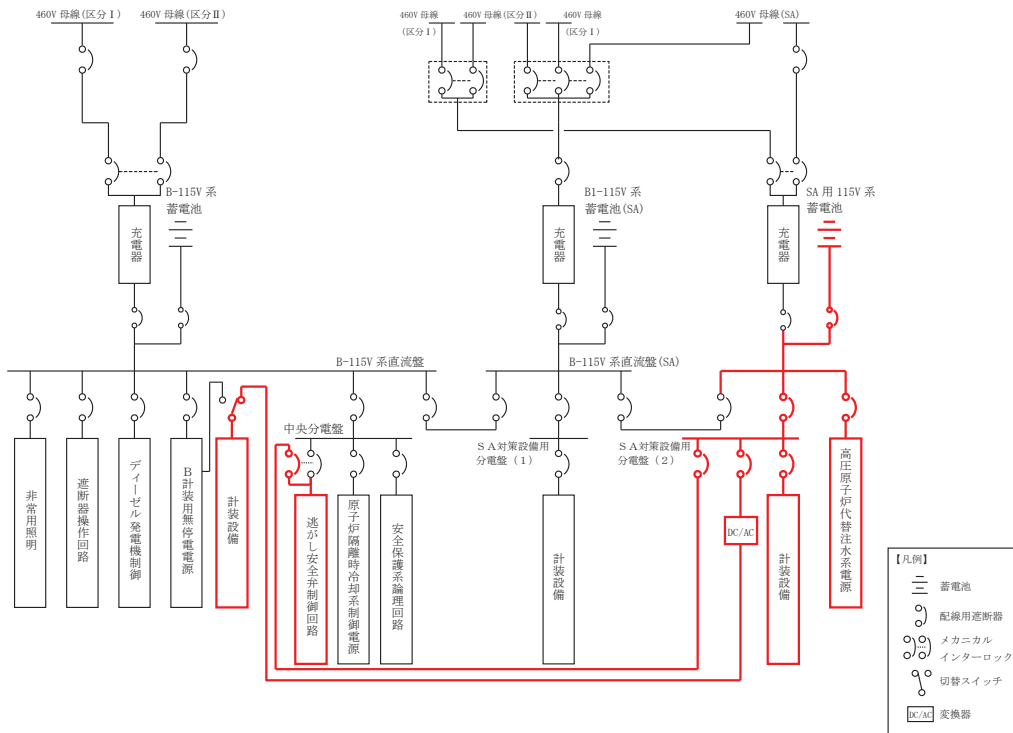 460V 母線(区分Ⅰ)
460V 母線(区分Ⅱ)
460V 母線
(区分Ⅰ)
460V 母線(区分Ⅱ)
460V 母線
(区分Ⅰ)
460V 母線(SA)
B-115V 系
蓄電池
充電器
B1-115V 系
蓄電池(SA)
充電器
SA 用 115V 系
蓄電池
充電器
B-115V 系直流盤
B-115V 系直流盤(SA)
中央分電盤
ＳＡ対策設備用
分電盤（1）
ＳＡ対策設備用
分電盤（2）
非常用照明
遮断器操作回路
ディーゼル発電機制御
Ｂ計装用無停電電源
計装設備
逃がし安全弁制御回路
原子炉隔離時冷却系制御電源
安全保護系論理回路
計装設備
DC/AC
計装設備
高圧原子炉代替注水系電源
【凡例】
蓄電池
配線用遮断器
メカニカル
インターロック
切替スイッチ
DC/AC
変換器